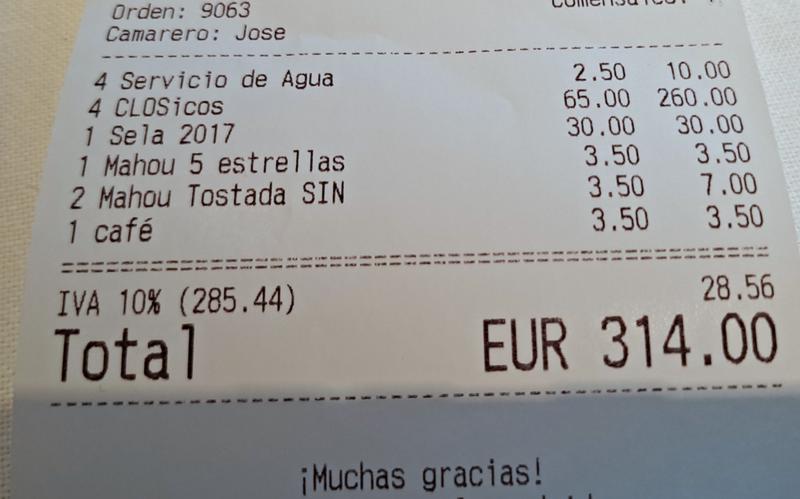 Orden: 9063
Camarero: Jose
4 Servicio de Agua 2.50 10.00
4 CLOSicos 65.00 260.00
1 Sela 2017 30.00 30.00
1 Mahou 5 estrellas 3.50 3.50
2 Mahou Tostada SIN 3.50 7.00
1 café 3.50 3.50
IVA 10% (285.44) 28.56
Total EUR 314.00
¡Muchas gracias!